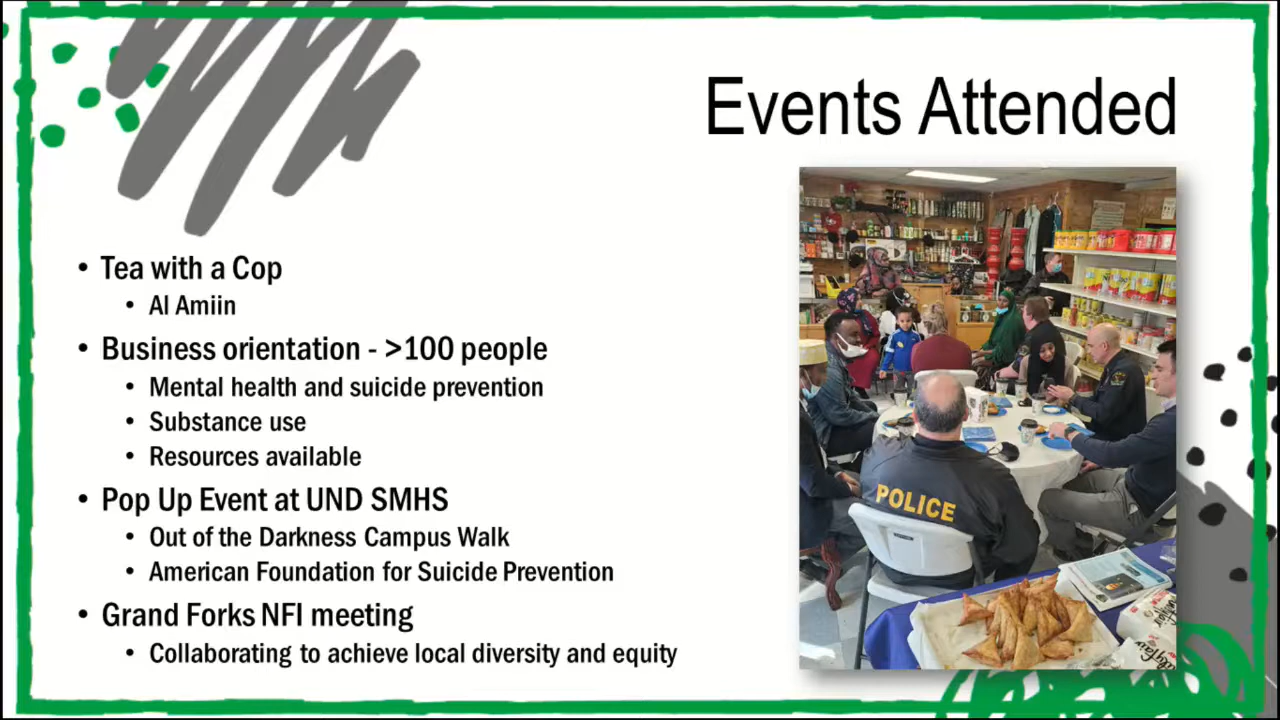 Events Attended
• Tea with a Cop
• Al Amiin
• Business orientation - >100 people
• Mental health and suicide prevention
• Substance use
• Resources available
• Pop Up Event at UND SMHS
• Out of the Darkness Campus Walk
• American Foundation for Suicide Prevention
• Grand Forks NFI meeting
• Collaborating to achieve local diversity and equity
POLICE